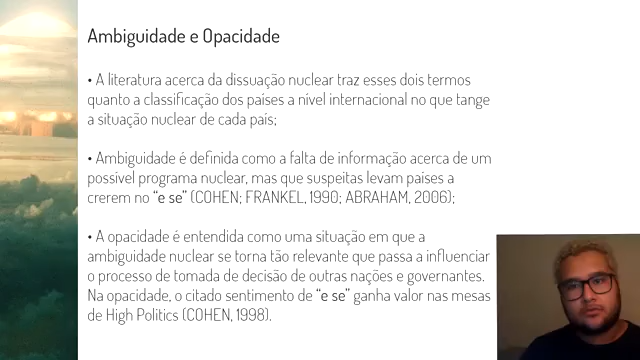 Ambiguidade e Opacidade
• A literatura acerca da dissuação nuclear traz esses dois termos
quanto a classificação dos países a nível internacional no que tange
a situação nuclear de cada país;
• Ambiguidade é definida como a falta de informação acerca de um
possível programa nuclear, mas que suspeitas levam países a
crerem no “e se” (COHEN; FRANKEL, 1990; ABRAHAM, 2006);
• A opacidade é entendida como uma situação em que a
ambiguidade nuclear se torna tão relevante que passa a influenciar
o processo de tomada de decisão de outras nações e governantes.
Na opacidade, o citado sentimento de “e se” ganha valor nas mesas
de High Politics (COHEN, 1998).